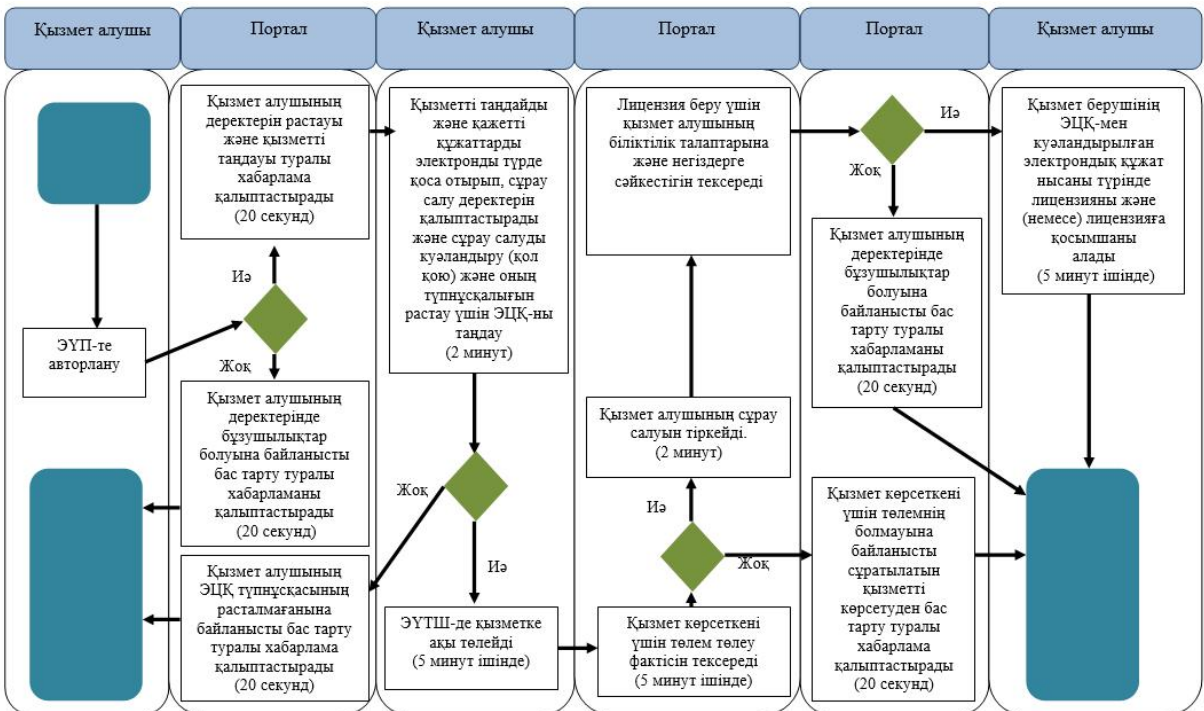 Қызмет алушы
Портал
Қызмет алушы
Портал
Портал
Қызмет алушы
ЭҮП-те
авторлану
Қызмет алушының
деректерін растауы
және қызметті
таңдауы туралы
хабарлама
қалыптастырады
(20 секунд)
Иә
Жоқ
Қызмет алушының
деректерінде
бұзушылықтар
болуына байланысты
бас тарту туралы
хабарламаны
қалыптастырады
(20 секунд)
Қызмет алушының
ЭЦҚ түпнұсқасының
расталмағанына
байланысты бас тарту
туралы хабарлама
қалыптастырады
(20 секунд)
Қызметті таңдайды
және қажетті
құжаттарды
электронды түрде
қоса отырып, сұрау
салу деректерін
қалыптастырады
және сұрау салуды
куәландыру (қол
қою) және оның
түпнұсқалығын
растау үшін ЭЦҚ-ны
таңдау
(2 минут)
Жоқ
Иә
ЭҮТШ-де қызметке
ақы төлейді
(5 минут ішінде)
Лицензия беру үшін
қызмет алушының
біліктілік талаптарына
және негіздерге
сәйкестігін тексереді
Қызмет алушының сұрау
салуын тіркейді.
(2 минут)
Иә
Жоқ
Қызмет көрсеткені
үшін төлем төлеу
фактісін тексереді
(5 минут ішінде)
Иә
Жоқ
Қызмет алушының
деректерінде
бұзушылықтар
болуына
байланысты бас
тарту туралы
хабарламаны
қалыптастырады
(20 секунд)
Қызмет көрсеткені
үшін төлемнің
болмауына
байланысты
сұратылатын
қызметті
көрсетуден бас
тарту туралы
хабарлама
қалыптастырады
(20 секунд)
Қызмет берушінің
ЭЦҚ-мен
куәландырылған
электрондық құжат
нысаны түрінде
лицензияны және
(немесе) лицензияға
қосымшаны
алады
(5 минут ішінде)